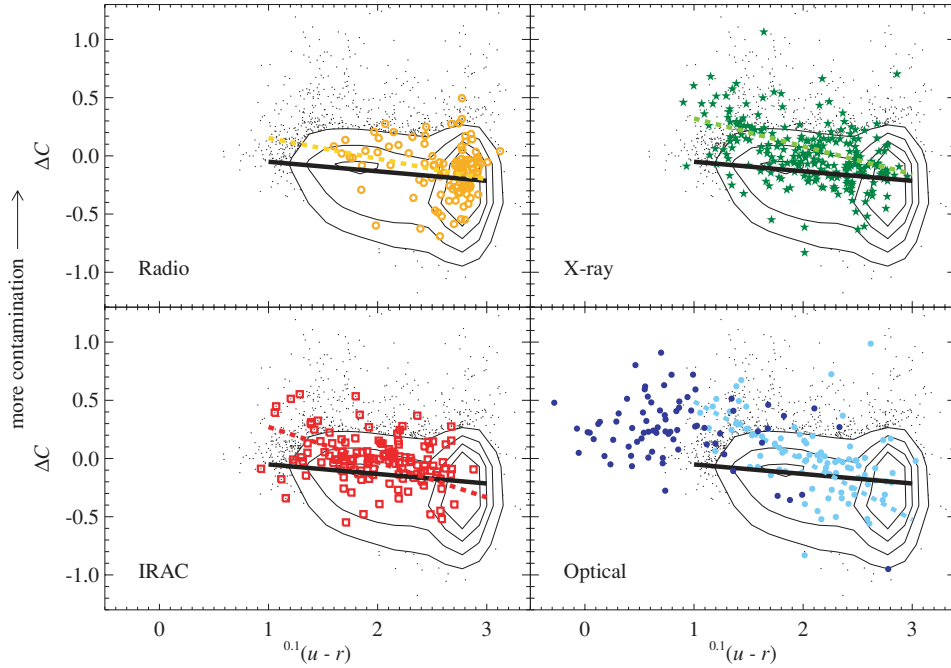 1.0
0.5
0.0
-0.5
-1.0
ΔC
Radio
X-ray
1.0
0.5
0.0
-0.5
-1.0
ΔC
more contamination
IRAC
Optical
0 1 2 3
0 1 2 3
0.1(u - r)
0.1(u - r)